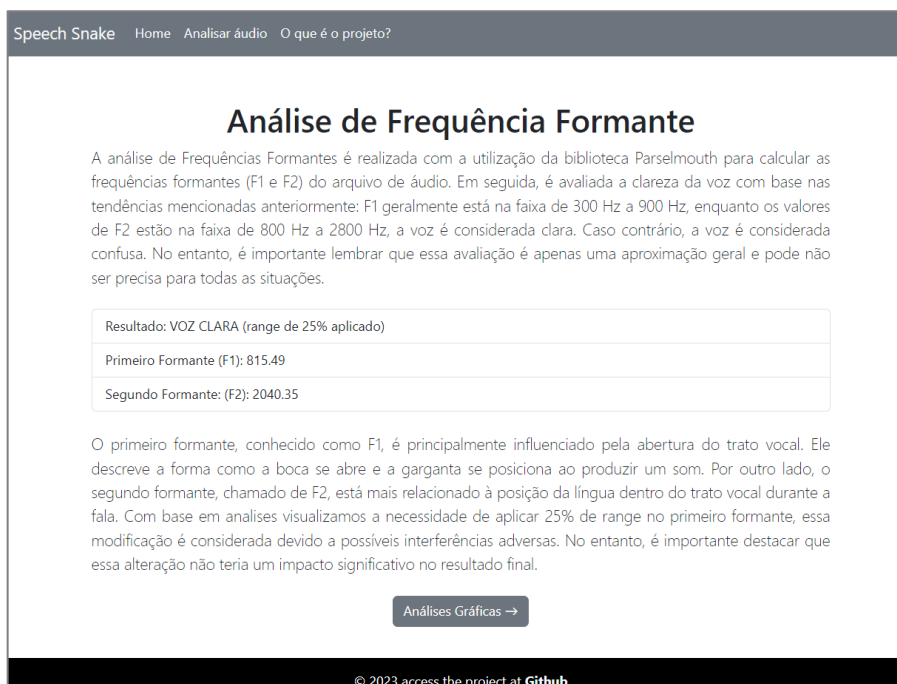 Speech Snake Home Analisar áudio O que é o projeto?
Análise de Frequência Formante
A análise de Frequências Formantes é realizada com a utilização da biblioteca Parselmouth para calcular as
frequências formantes (F1 e F2) do arquivo de áudio. Em seguida, é avaliada a clareza da voz com base nas
tendências mencionadas anteriormente: F1 geralmente está na faixa de 300 Hz a 900 Hz, enquanto os valores
de F2 estão na faixa de 800 Hz a 2800 Hz, a voz é considerada clara. Caso contrário, a voz é considerada
confusa. No entanto, é importante lembrar que essa avaliação é apenas uma aproximação geral e pode não
ser precisa para todas as situações.
Resultado: VOZ CLARA (range de 25% aplicado)
Primeiro Formante (F1): 815.49
Segundo Formante: (F2): 2040.35
O primeiro formante, conhecido como F1, é principalmente influenciado pela abertura do trato vocal. Ele
descreve a forma como a boca se abre e a garganta se posiciona ao produzir um som. Por outro lado, o
segundo formante, chamado de F2, está mais relacionado à posição da língua dentro do trato vocal durante a
fala. Com base em analises visualizamos a necessidade de aplicar 25% de range no primeiro formante, essa
modificação é considerada devido a possíveis interferências adversas. No entanto, é importante destacar que
essa alteração não teria um impacto significativo no resultado final.
Análises Gráficas →
© 2023 access the project at Github